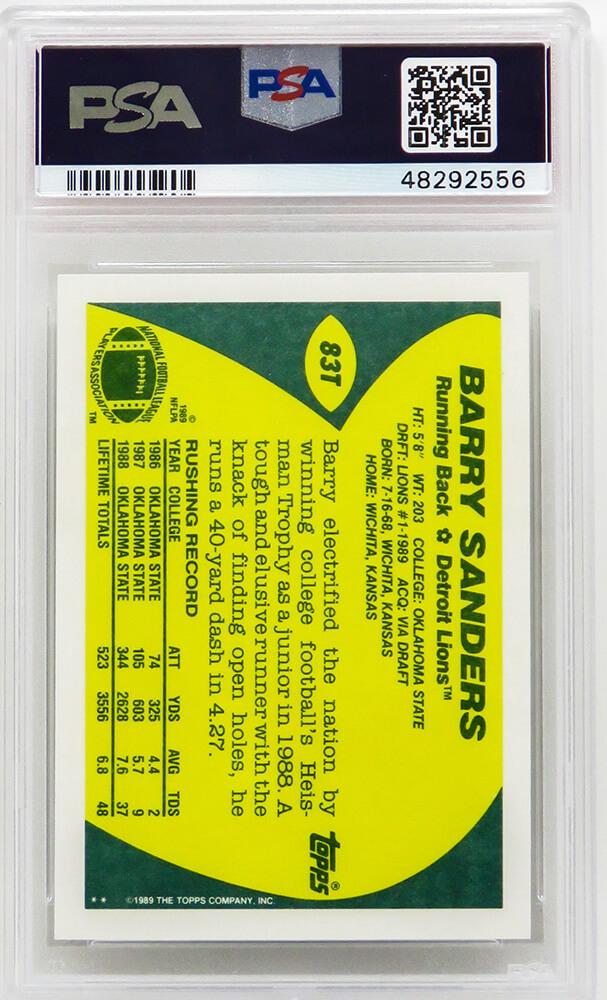 PSA
PSA
48292556
83T
BARRY SANDERS
Running Back ✿ Detroit Lions™
HT: 5'8" WT: 203 COLLEGE: OKLAHOMA STATE
DRFT: LIONS #1-1989 ACQ: VIA DRAFT
BORN: 7-16-68, WICHITA, KANSAS
HOME: WICHITA, KANSAS
Barry electrified the nation by
winning college football's Heis-
man Trophy as a junior in 1988. A
tough and elusive runner with the
knack of finding open holes, he
runs a 40-yard dash in 4.27.
topps®
NATIONAL FOOTBALL LEAGUE
PLAYERS ASSOCIATION
TM
©
1989
NFLPA
RUSHING RECORD
YEAR COLLEGE ATT YDS AVG TDS
1986 OKLAHOMA STATE 74 325 4.4 2
1987 OKLAHOMA STATE 105 603 5.7 9
1988 OKLAHOMA STATE 344 2628 7.6 37
LIFETIME TOTALS 523 3556 6.8 48
* * ©1989 THE TOPPS COMPANY, INC.
PSA